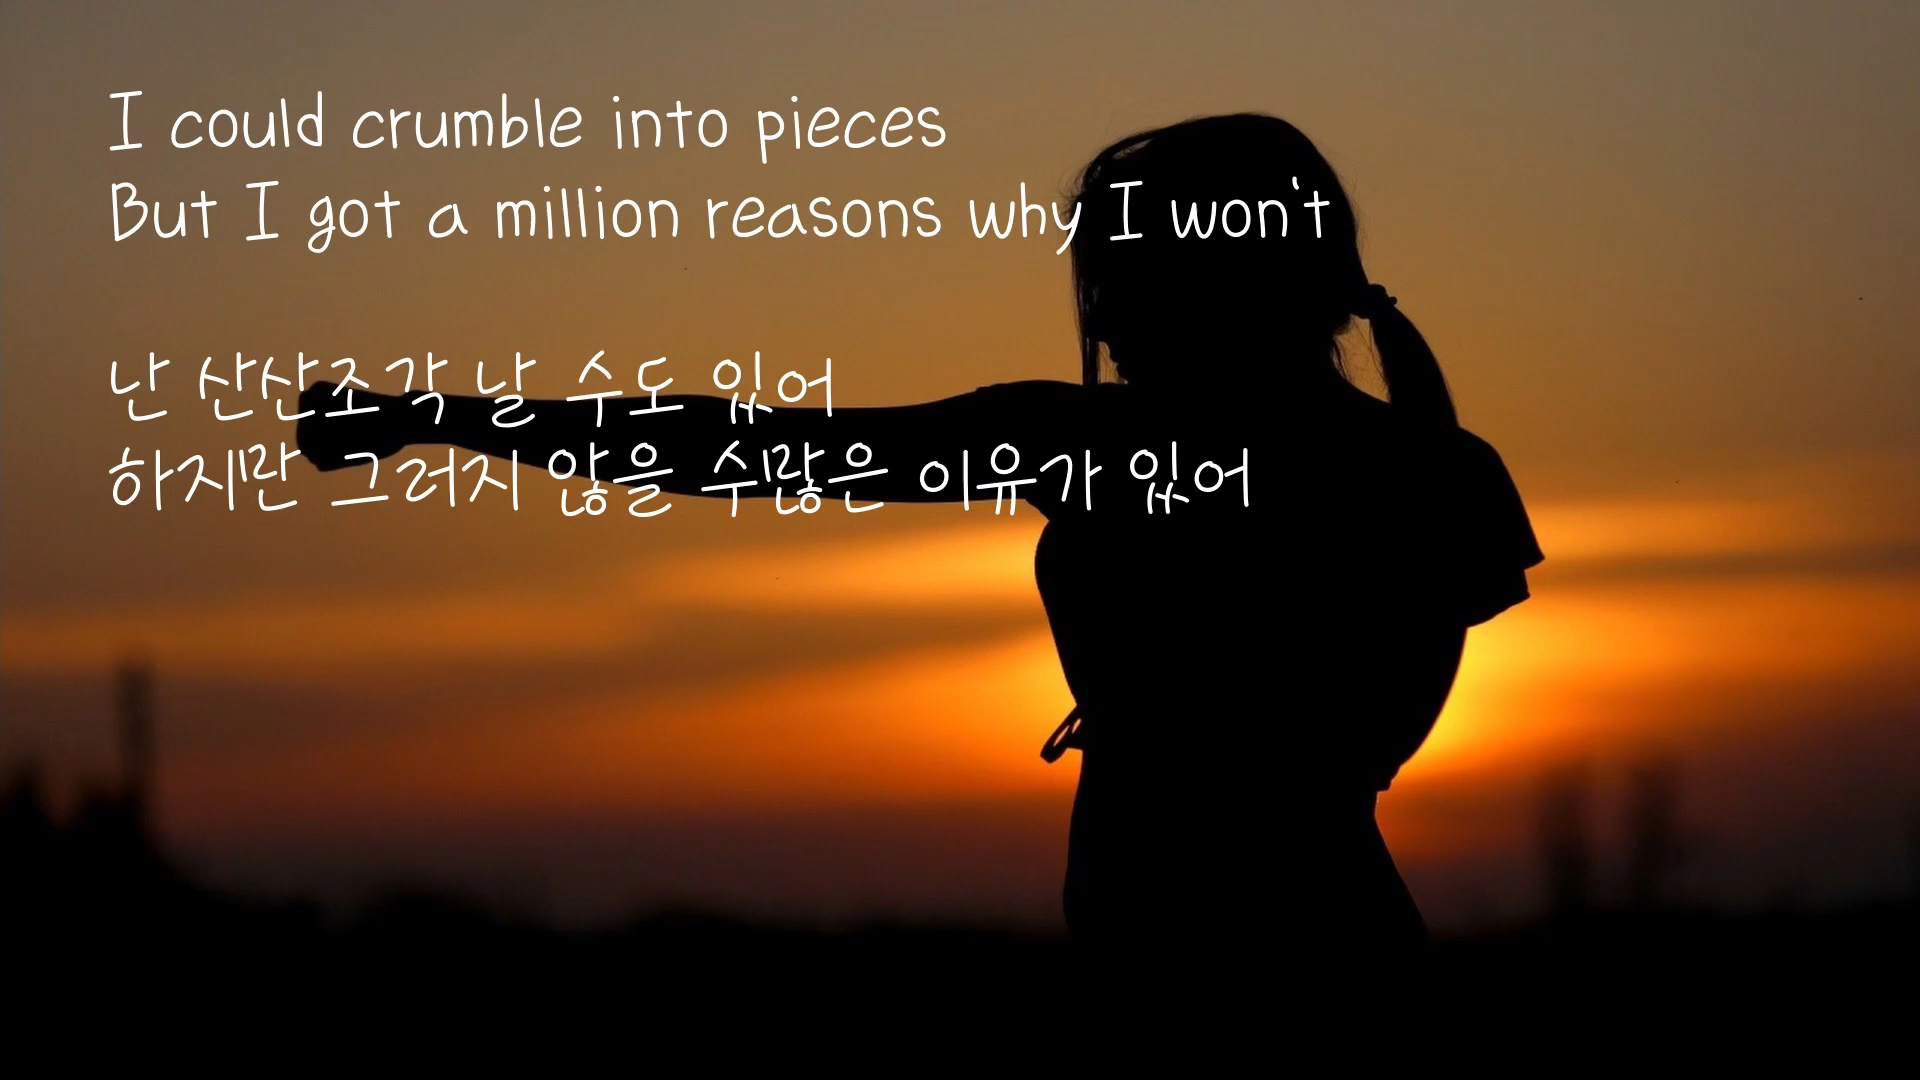 I could crumble into pieces
But I got a million reasons why I won't
난 산산조각 날 수도 있어
하지만 그러지 않을 수많은 이유가 있어